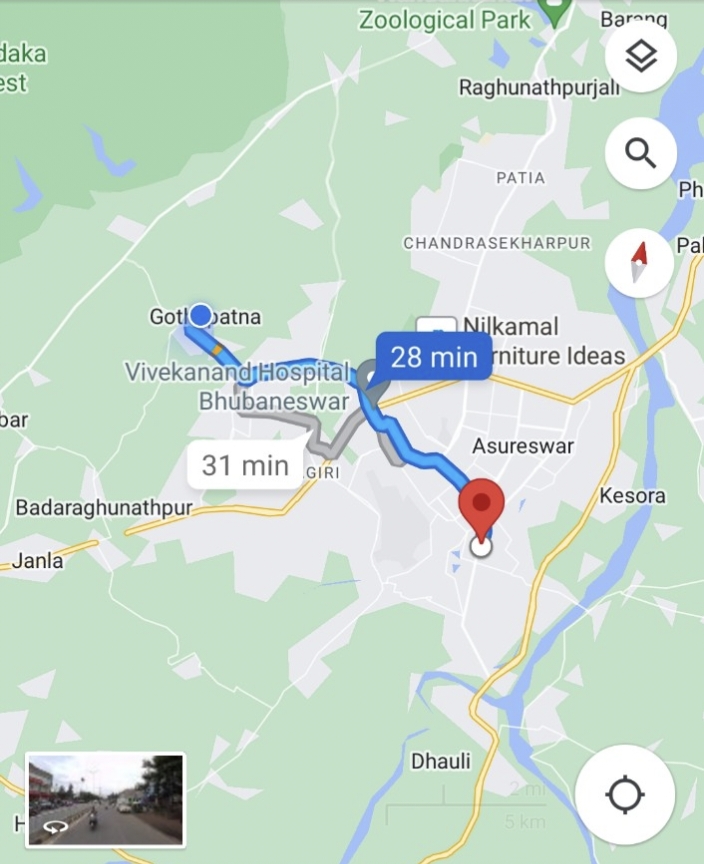 Zoological Park
Barang
daka
est
Raghunathpurjali
PATIA
Ph
CHANDRASEKHARPUR
Pal
Nilkamal
rniture Ideas
28 min
Vivekanand Hospital
Bhubaneswar
bar
31 min
GIRI
Asureswar
Badaraghunathpur
Kesora
Janla
Dhauli
2 mi
5 km
H